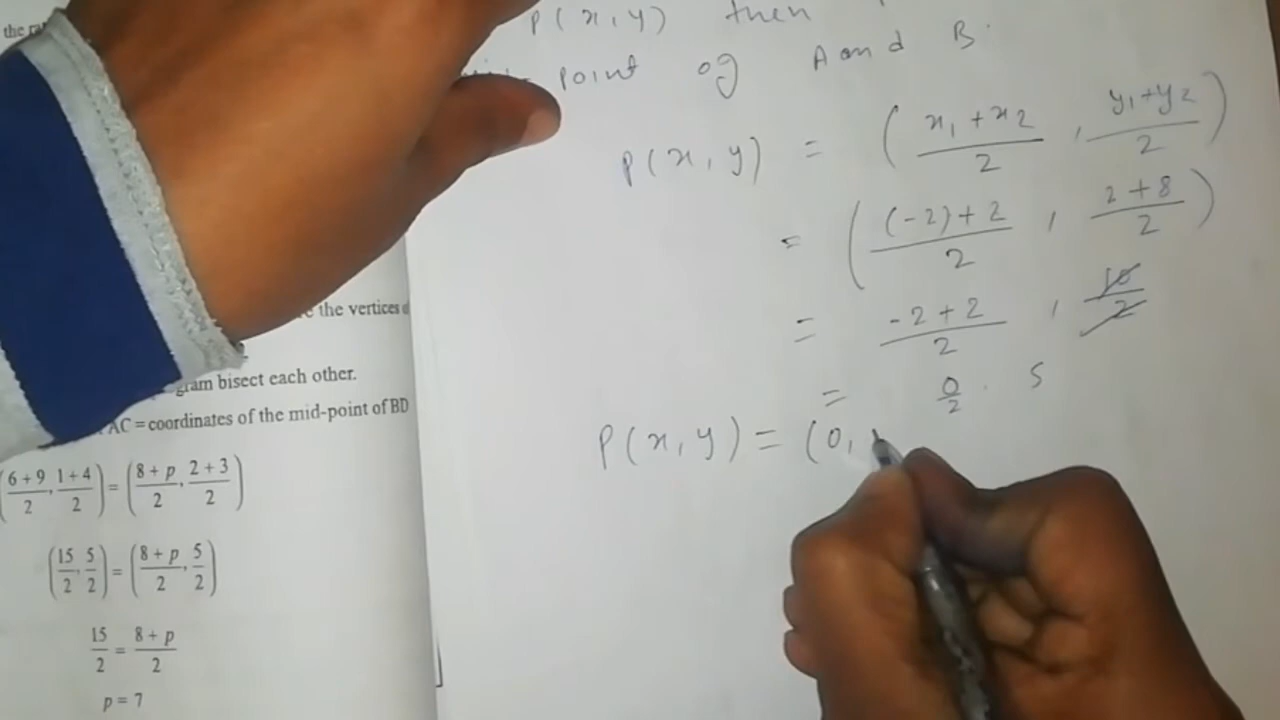 the
P(x, y) then
point og A and B.
P(x, y) = (x₁ + x₂ / 2 , y₁ + y₂ / 2)
= ((-2) + 2 / 2 , 2 + 8 / 2)
= -2 + 2 / 2 , 10 / 2
= 0 / 2 . 5
P(x, y) = (0,
the vertices
gram bisect each other.
AC = coordinates of the mid-point of BD
(6 + 9 / 2 , 1 + 4 / 2) = (8 + p / 2 , 2 + 3 / 2)
(15 / 2 , 5 / 2) = (8 + p / 2 , 5 / 2)
15 / 2 = 8 + p / 2
p = 7